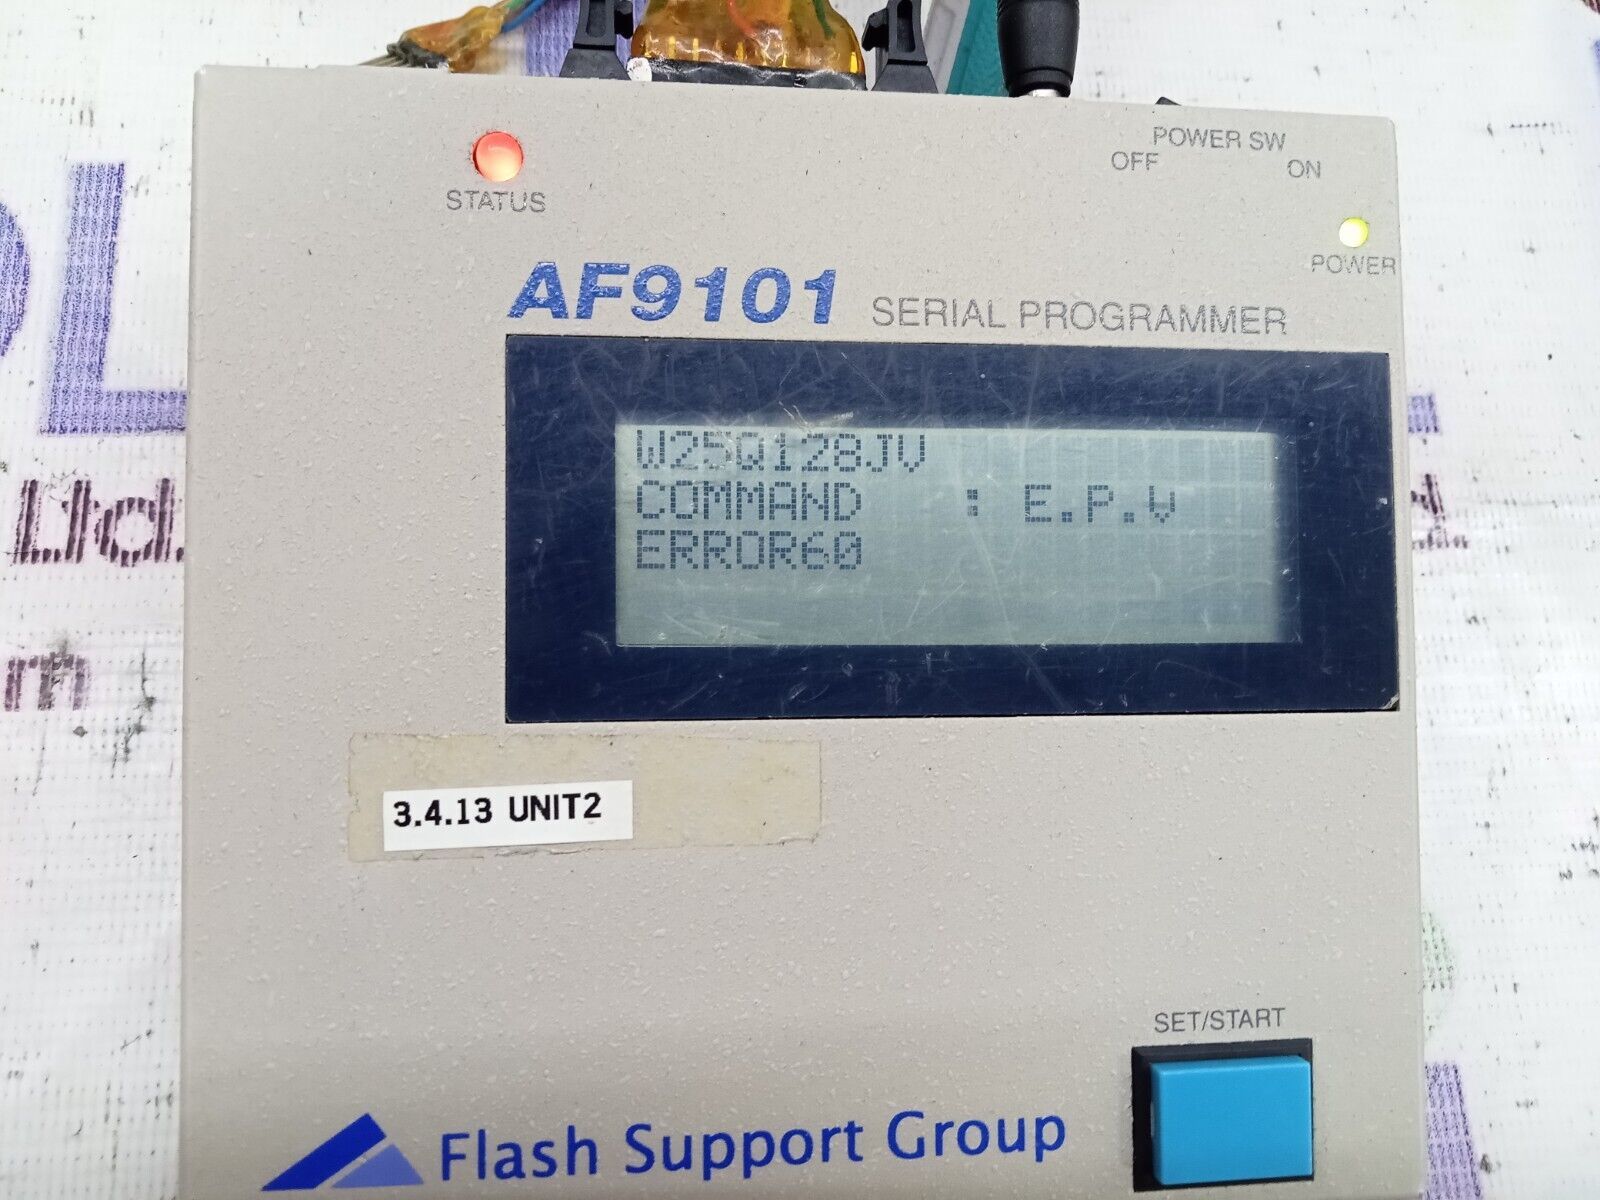 POWER SW
OFF
ON
STATUS
POWER
AF9101 SERIAL PROGRAMMER
W25Q128JV
COMMAND : E.P.V
ERROR60
Ltd.
m
3.4.13 UNIT2
SET/START
Flash Support Group